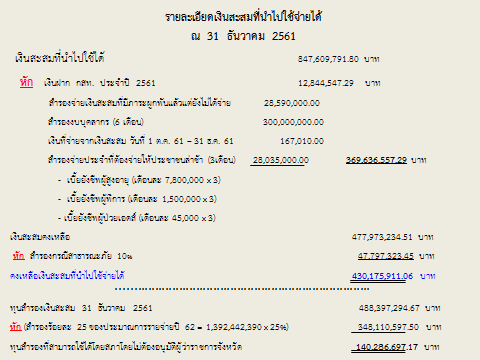 รายละเอียดเงินสะสมที่นำไปใช้จ่ายได้
ณ 31 ธันวาคม 2561
เงินสะสมที่นำไปใช้ได้ 847,609,791.80 บาท
หัก เงินฝาก กสท. ประจำปี 2561 12,844,547.29 บาท
สำรองจ่ายเงินสะสมที่มีภาระผูกพันแล้วแต่ยังไม่ได้จ่าย 28,590,000.00
สำรองงบบุคลากร (6 เดือน) 300,000,000.00
เงินที่จ่ายจากเงินสะสม วันที่ 1 ต.ค. 61 – 31 ธ.ค. 61 167,010.00
สำรองจ่ายประจำที่ต้องจ่ายให้ประชาชนล่าช้า (3เดือน) 28,035,000.00 369,636,557.29 บาท
- เบี้ยยังชีพผู้สูงอายุ (เดือนละ 7,800,000 x 3)
- เบี้ยยังชีพผู้พิการ (เดือนละ 1,500,000 x 3)
- เบี้ยยังชีพผู้ป่วยเอดส์ (เดือนละ 45,000 x 3)
เงินสะสมคงเหลือ 477,973,234.51 บาท
หัก สำรองกรณีสาธารณะภัย 10% 47,797,323.45 บาท
คงเหลือเงินสะสมที่นำไปใช้จ่ายได้ 430,175,911.06 บาท
ทุนสำรองเงินสะสม 31 ธันวาคม 2561 488,397,294.67 บาท
หัก (สำรองร้อยละ 25 ของประมาณการรายจ่ายปี 62 = 1,392,442,390 x 25%) 348,110,597.50 บาท
ทุนสำรองที่สามารถใช้ได้โดยสภาโดยไม่ต้องอนุมัติผู้ว่าราชการจังหวัด 140,286,697.17 บาท